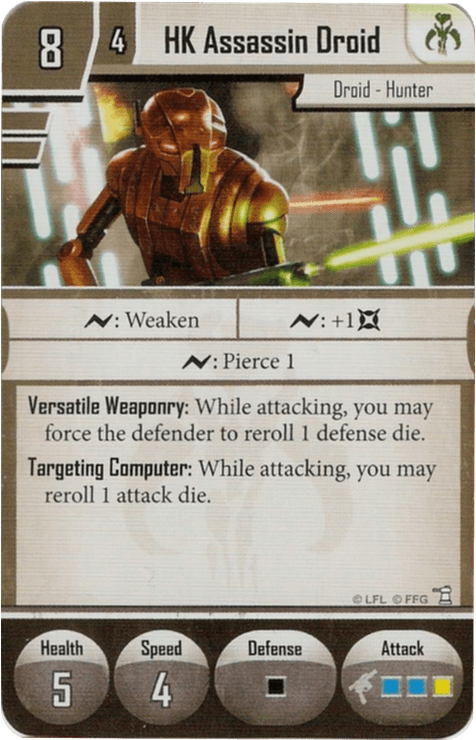 8
4
HK Assassin Droid
Droid - Hunter
: Weaken
: +1
: Pierce 1
Versatile Weaponry: While attacking, you may
force the defender to reroll 1 defense die.
Targeting Computer: While attacking, you may
reroll 1 attack die.
© LFL © FFG
Health
Speed
Defense
Attack
5
4